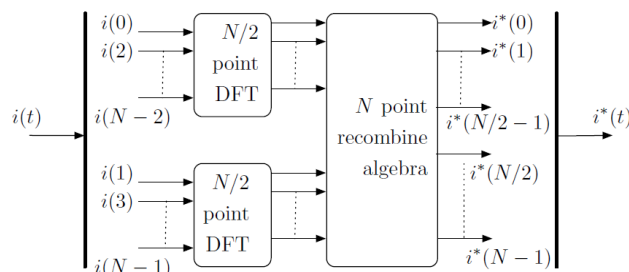 i(t)
i(0)
i(2)
i(N − 2)
N/2
point
DFT
i(1)
i(3)
i(N − 1)
N/2
point
DFT
N point
recombine
algebra
i*(0)
i*(1)
i*(N/2 − 1)
i*(N/2)
i*(N − 1)
i*(t)